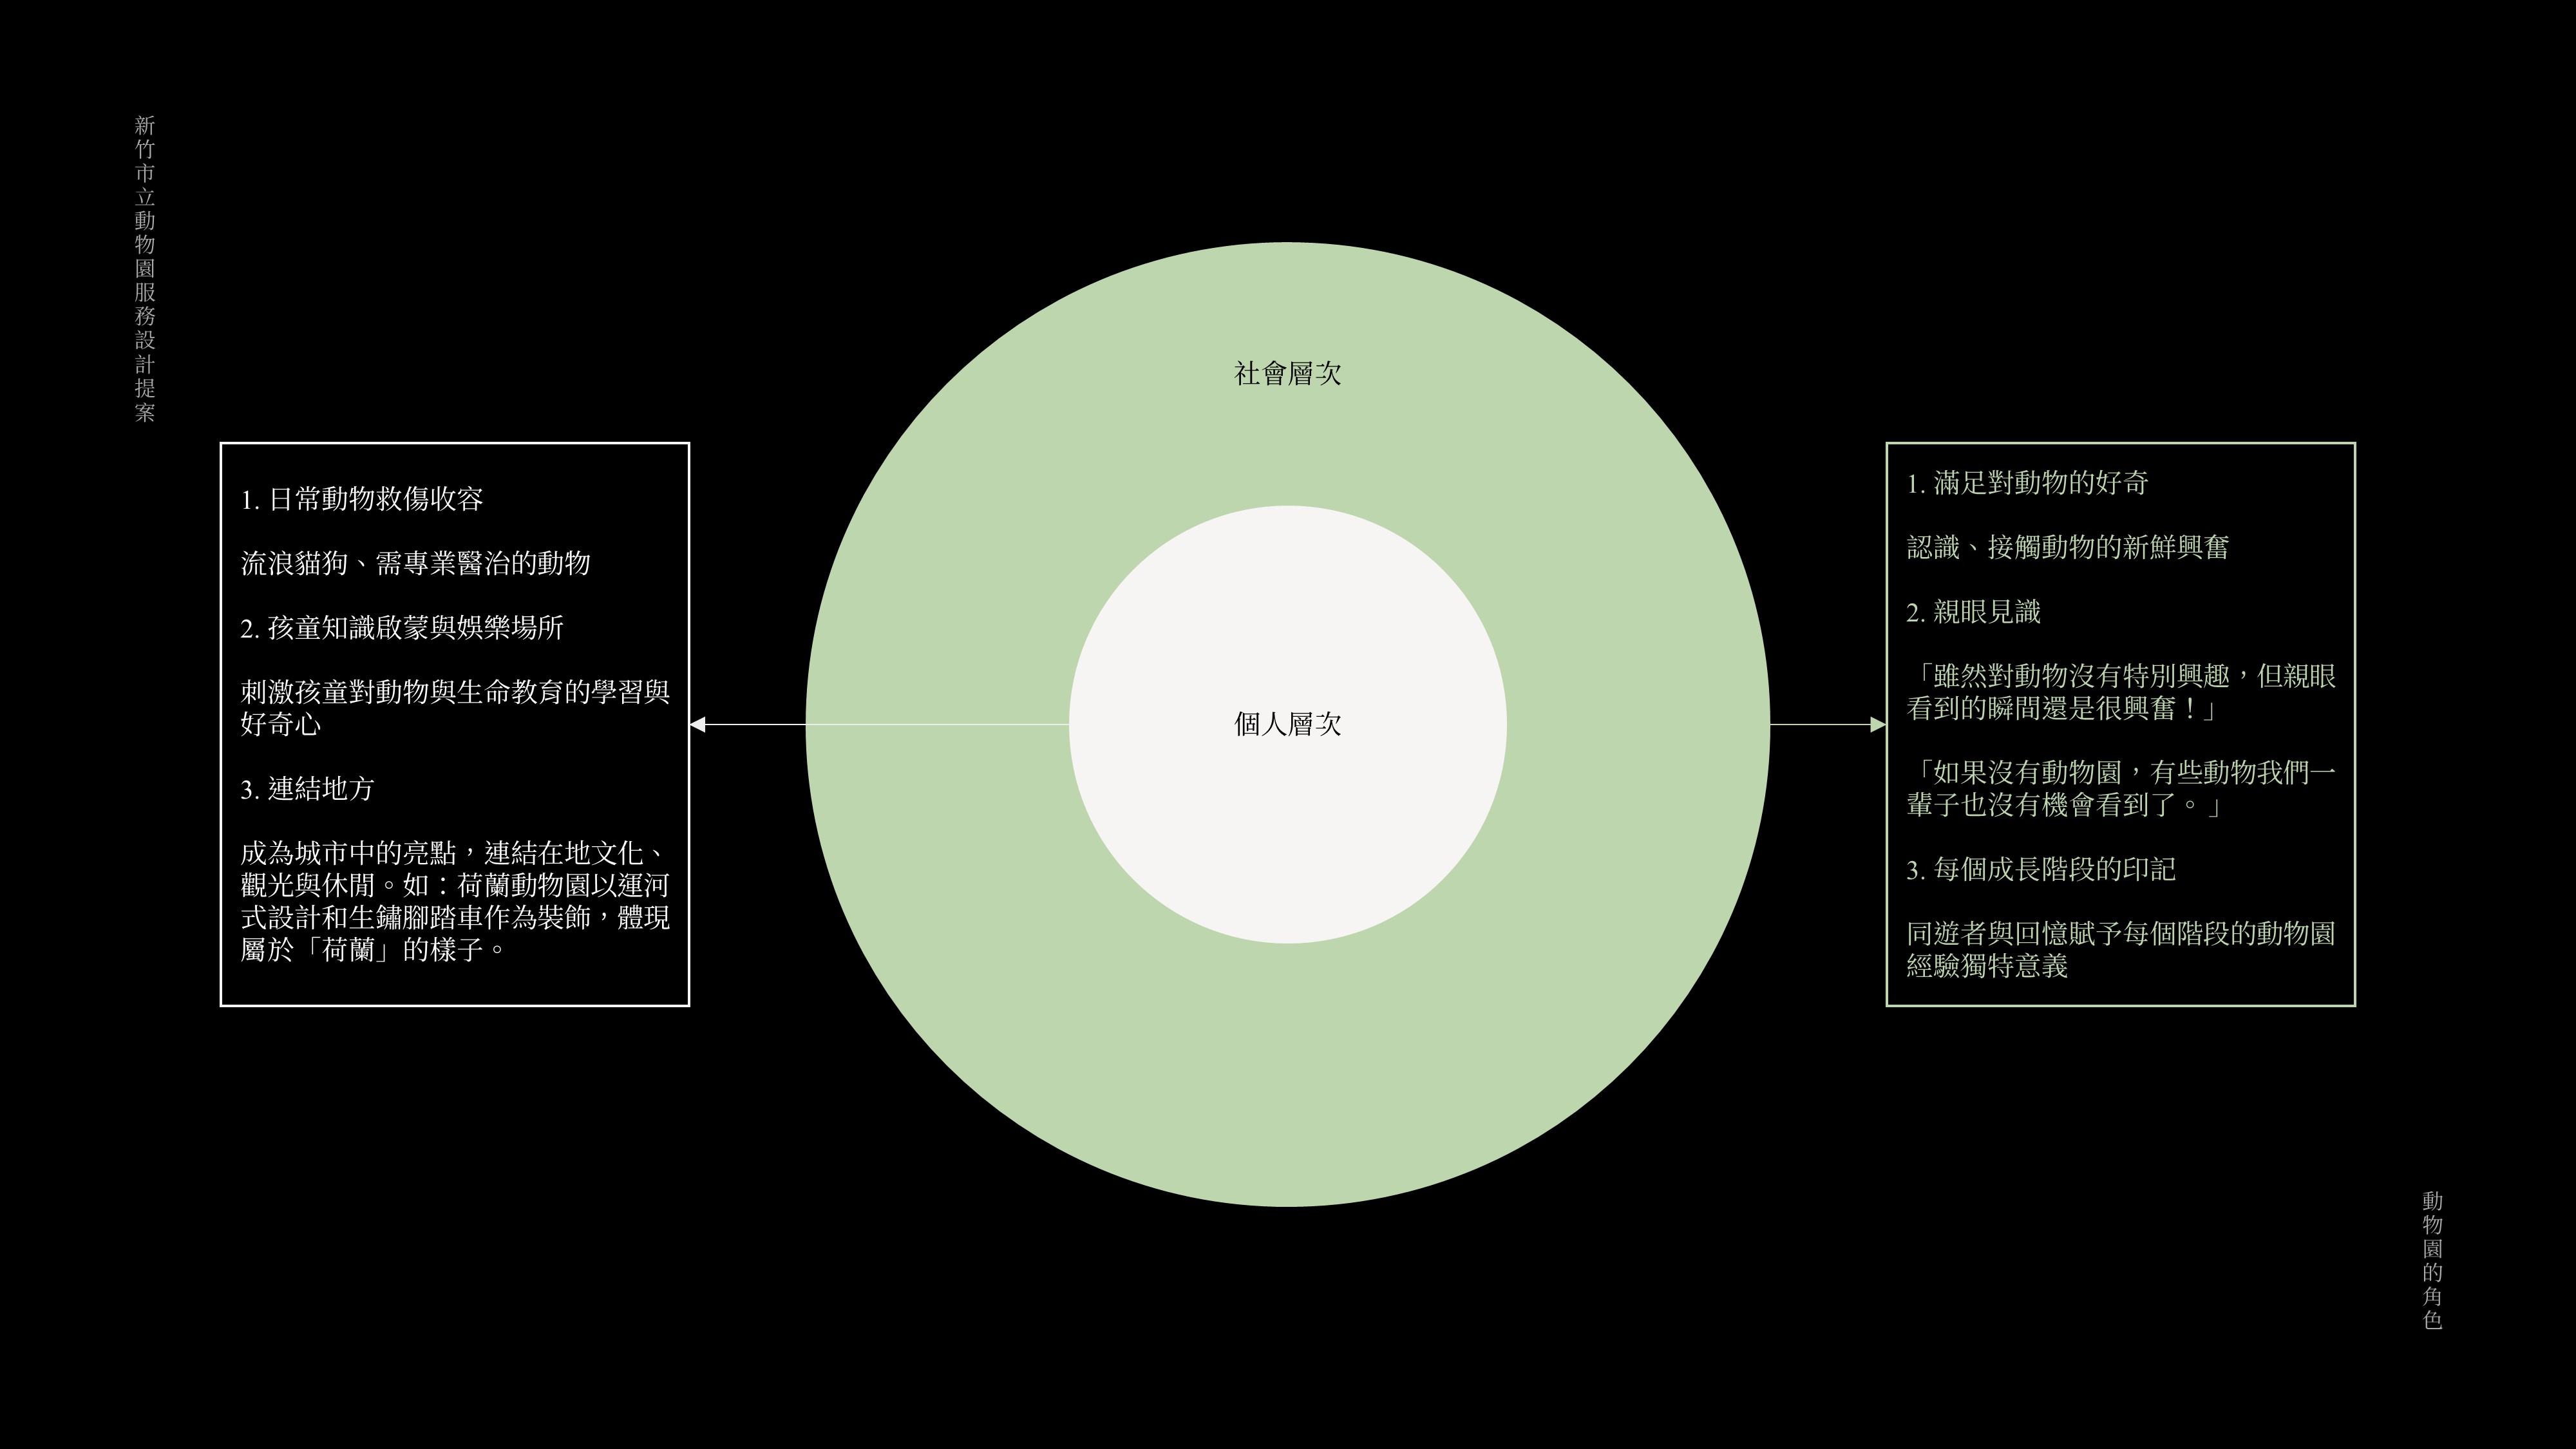 新竹市立動物園服務設計提案
社會層次
個人層次
1. 日常動物救傷收容
流浪貓狗、需專業醫治的動物
2. 孩童知識啟蒙與娛樂場所
刺激孩童對動物與生命教育的學習與
好奇心
3. 連結地方
成為城市中的亮點，連結在地文化、
觀光與休閒。如：荷蘭動物園以運河
式設計和生鏽腳踏車作為裝飾，體現
屬於「荷蘭」的樣子。
1. 滿足對動物的好奇
認識、接觸動物的新鮮興奮
2. 親眼見識
「雖然對動物沒有特別興趣，但親眼
看到的瞬間還是很興奮！」
「如果沒有動物園，有些動物我們一
輩子也沒有機會看到了。」
3. 每個成長階段的印記
同遊者與回憶賦予每個階段的動物園
經驗獨特意義
動物園的角色